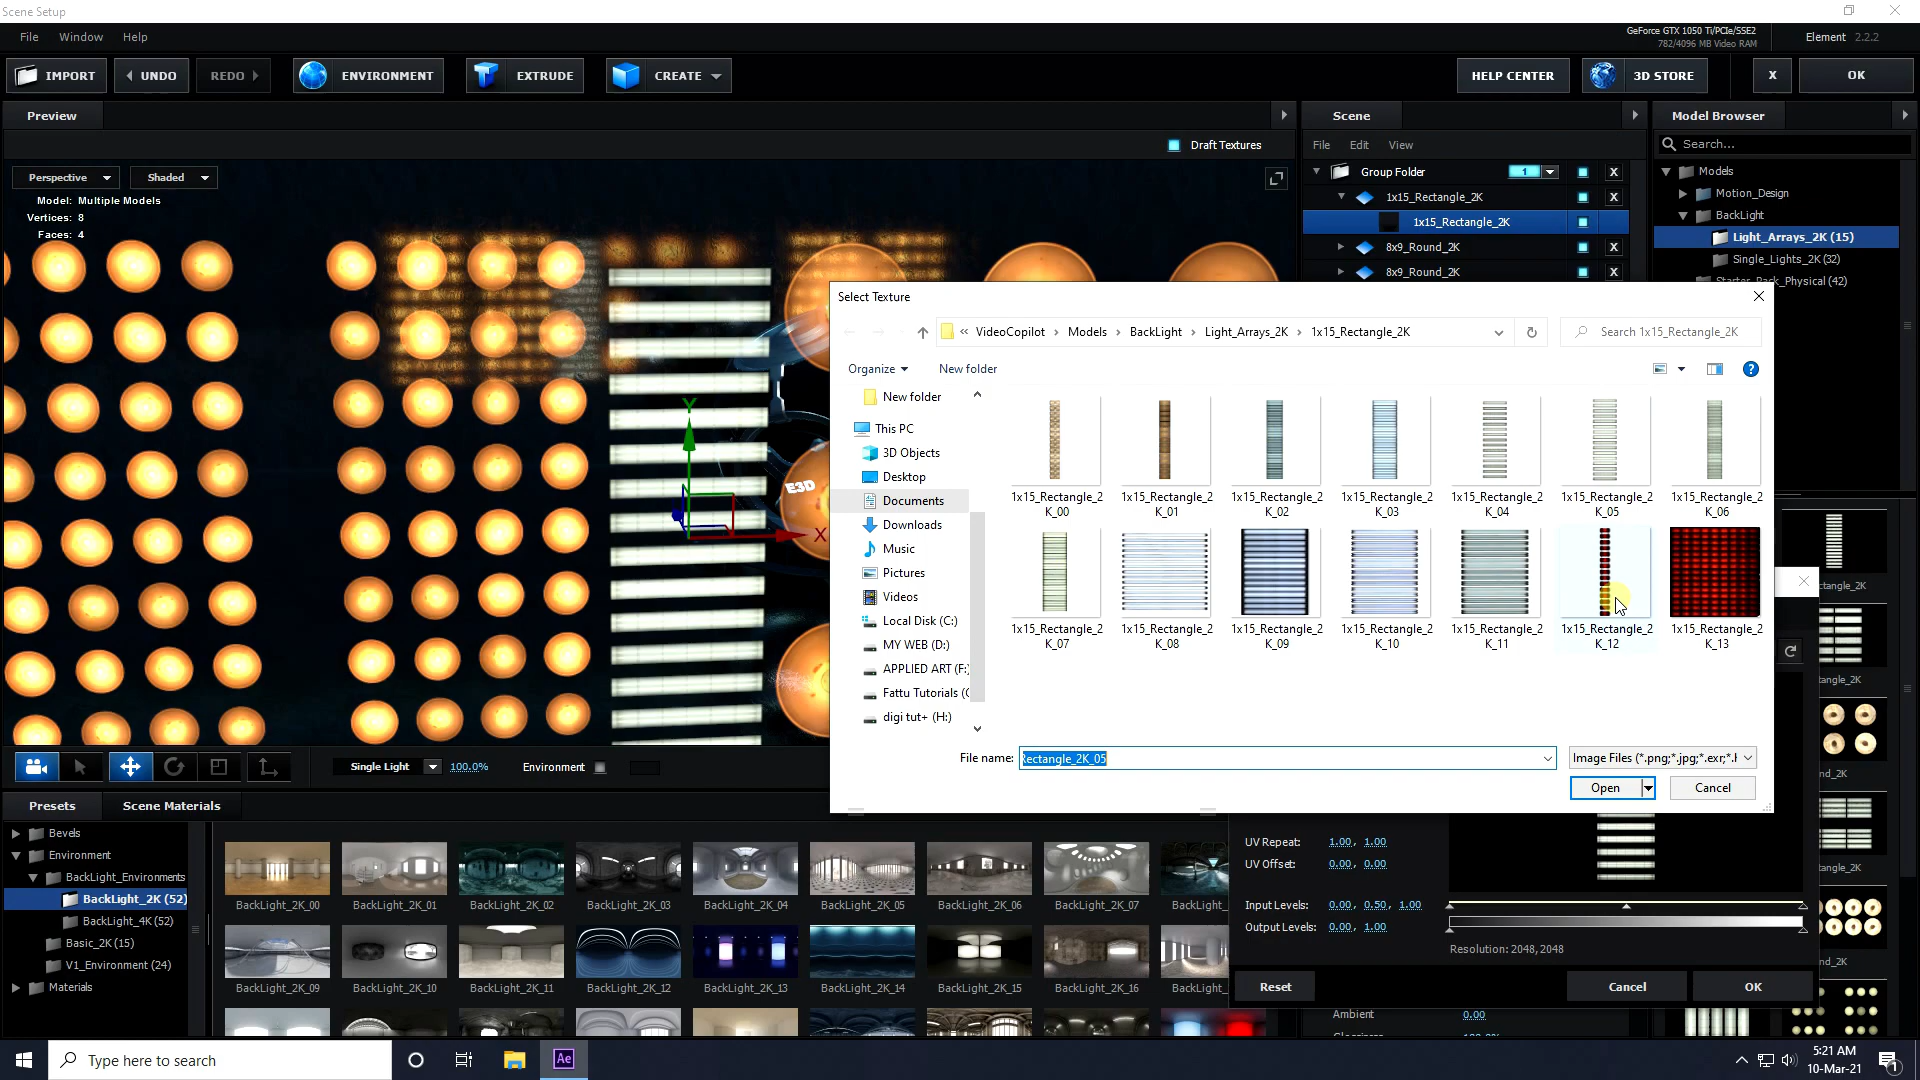 Scene Setup
File Window Help
GeForce GTX 1050 Ti/PCIe/SSE2
782/4096 MB Video RAM
Element 2.2.2
IMPORT
UNDO
REDO
ENVIRONMENT
EXTRUDE
CREATE
HELP CENTER
3D STORE
X
OK
Preview
Scene
Model Browser
Draft Textures
File Edit View
Search...
Perspective
Shaded
Model: Multiple Models
Vertices: 8
Faces: 4
Group Folder
1
X
1x15_Rectangle_2K
X
1x15_Rectangle_2K
8x9_Round_2K
X
8x9_Round_2K
X
Models
Motion_Design
BackLight
Light_Arrays_2K (15)
Single_Lights_2K (32)
Starter_Pack_Physical (42)
Y
X
E3D
Select Texture
« VideoCopilot › Models › BackLight › Light_Arrays_2K › 1x15_Rectangle_2K
Search 1x15_Rectangle_2K
Organize
New folder
New folder
This PC
3D Objects
Desktop
Documents
Downloads
Music
Pictures
Videos
Local Disk (C:)
MY WEB (D:)
APPLIED ART (F:
Fattu Tutorials (
digi tut+ (H:)
1x15_Rectangle_2K_00
1x15_Rectangle_2K_01
1x15_Rectangle_2K_02
1x15_Rectangle_2K_03
1x15_Rectangle_2K_04
1x15_Rectangle_2K_05
1x15_Rectangle_2K_06
1x15_Rectangle_2K_07
1x15_Rectangle_2K_08
1x15_Rectangle_2K_09
1x15_Rectangle_2K_10
1x15_Rectangle_2K_11
1x15_Rectangle_2K_12
1x15_Rectangle_2K_13
File name:
Rectangle_2K_05
Image Files (*.png;*.jpg;*.exr;*.
Open
Cancel
Single Light
100.0%
Environment
Presets
Scene Materials
Bevels
Environment
BackLight_Environments
BackLight_2K (52)
BackLight_4K (52)
Basic_2K (15)
V1_Environment (24)
Materials
BackLight_2K_00
BackLight_2K_01
BackLight_2K_02
BackLight_2K_03
BackLight_2K_04
BackLight_2K_05
BackLight_2K_06
BackLight_2K_07
BackLight_2K_09
BackLight_2K_10
BackLight_2K_11
BackLight_2K_12
BackLight_2K_13
BackLight_2K_14
BackLight_2K_15
BackLight_2K_16
UV Repeat: 1.00, 1.00
UV Offset: 0.00, 0.00
Input Levels: 0.00, 0.50, 1.00
Output Levels: 0.00, 1.00
Resolution: 2048,2048
Reset
Cancel
OK
Ambient 0.00
Type here to search
Ae
5:21 AM
10-Mar-21
1